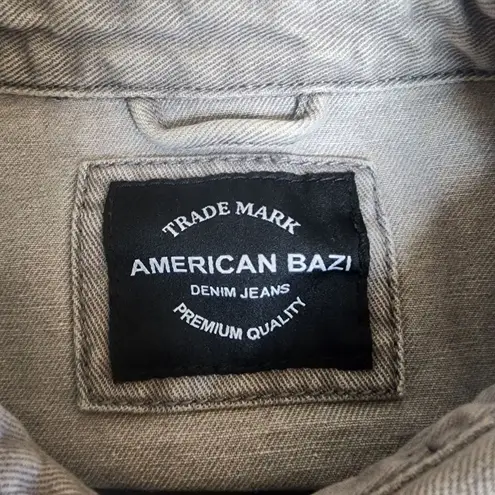 TRADE MARK
AMERICAN BAZI
DENIM JEANS
PREMIUM QUALITY